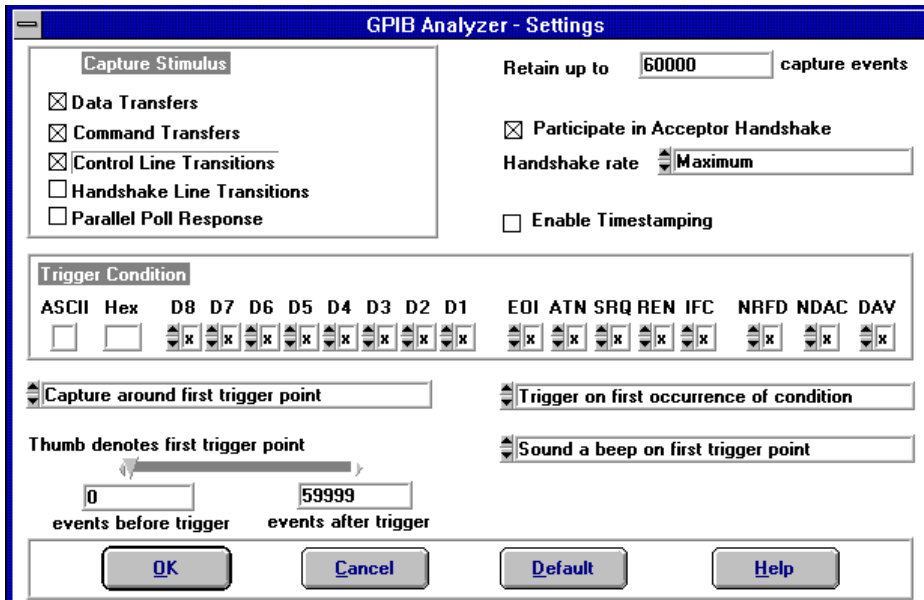 GPIB Analyzer - Settings
Capture Stimulus
Data Transfers
Command Transfers
Control Line Transitions
Handshake Line Transitions
Parallel Poll Response
Retain up to 60000 capture events
Participate in Acceptor Handshake
Handshake rate Maximum
Enable Timestamping
Trigger Condition
ASCII Hex D8 D7 D6 D5 D4 D3 D2 D1 EOI ATN SRQ REN IFC NRFD NDAC DAV
x x x x x x x x x x x x x x x x
Capture around first trigger point
Trigger on first occurrence of condition
Thumb denotes first trigger point
Sound a beep on first trigger point
0 59999
events before trigger events after trigger
OK Cancel Default Help